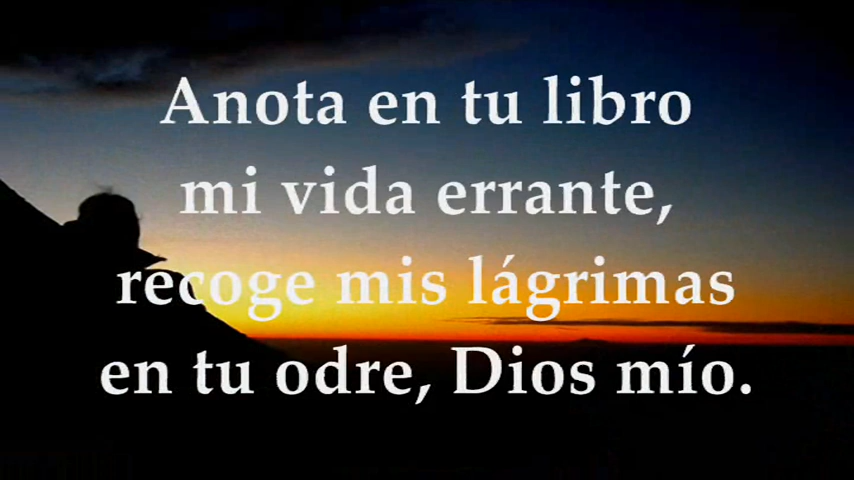 Anota en tu libro
mi vida errante,
recoge mis lágrimas
en tu odre, Dios mío.